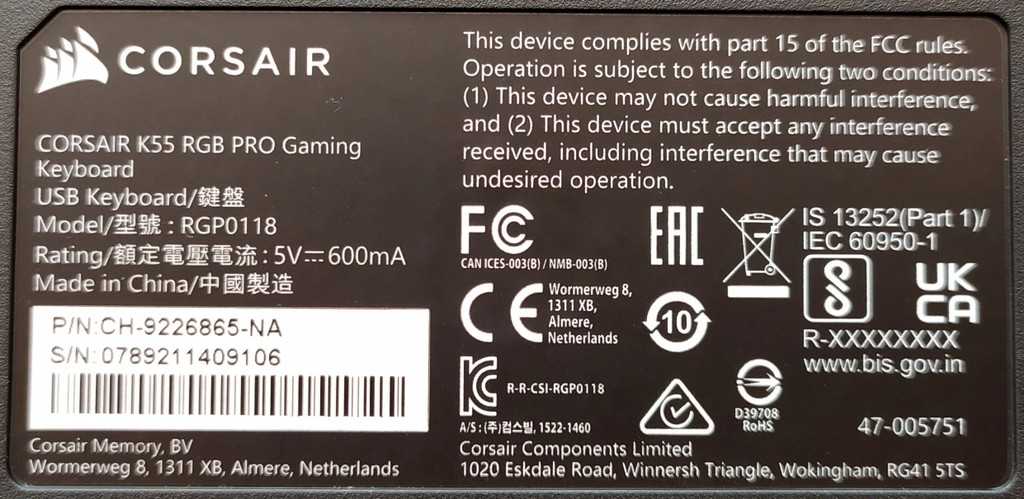 CORSAIR
CORSAIR K55 RGB PRO Gaming
Keyboard
USB Keyboard/鍵盤
Model/型號 : RGP0118
Rating/額定電壓電流 : 5V⎓600mA
Made in China/中國製造
P/N:CH-9226865-NA
S/N:0789211409106
Corsair Memory, BV
Wormerweg 8, 1311 XB, Almere, Netherlands
This device complies with part 15 of the FCC rules.
Operation is subject to the following two conditions:
(1) This device may not cause harmful interference,
and (2) This device must accept any interference
received, including interference that may cause
undesired operation.
FC
CAN ICES-003(B) / NMB-003(B)
EAC
IS 13252(Part 1)/
IEC 60950-1
CE
Wormerweg 8,
1311 XB,
Almere,
Netherlands
10
UK
CA
R-XXXXXXXX
www.bis.gov.in
KC
R-R-CSI-RGP0118
A/S : (주)컴스빌, 1522-1460
D39708
RoHS
47-005751
Corsair Components Limited
1020 Eskdale Road, Winnersh Triangle, Wokingham, RG41 5TS